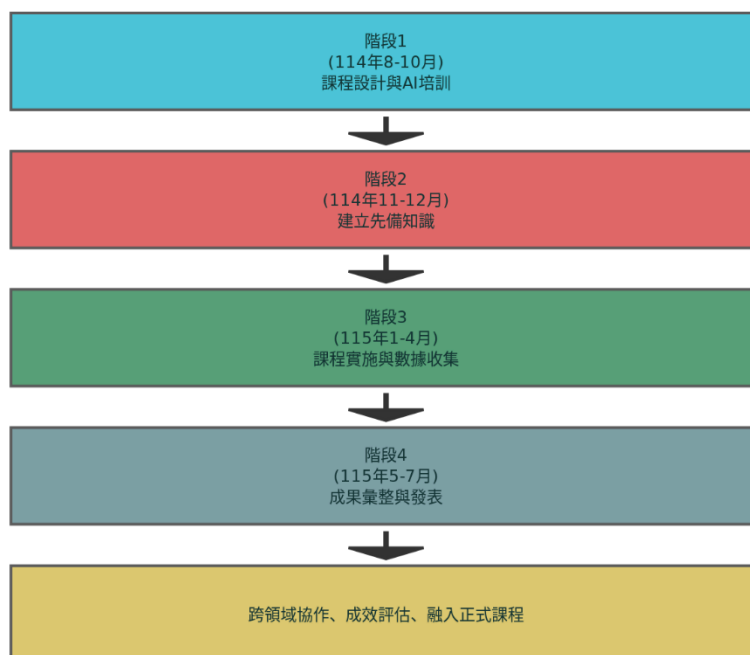 階段1
(114年8-10月)
課程設計與AI培訓
階段2
(114年11-12月)
建立先備知識
階段3
(115年1-4月)
課程實施與數據收集
階段4
(115年5-7月)
成果彙整與發表
跨領域協作、成效評估、融入正式課程